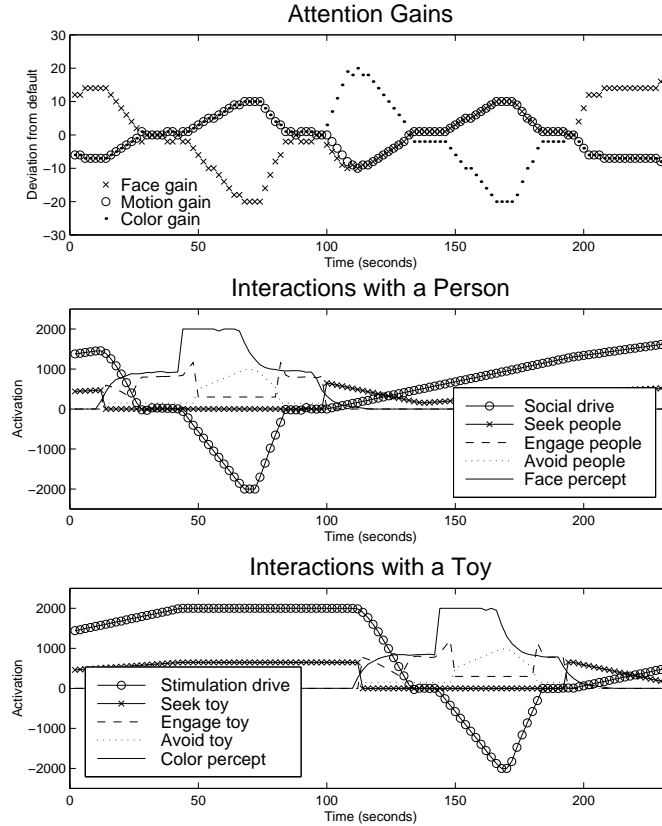 Attention Gains
30
20
10
0
-10
-20
-30
Deviation from default
Face gain
Motion gain
Color gain
0 50 100 150 200
Time (seconds)
Interactions with a Person
2000
1000
0
-1000
-2000
Activation
Social drive
Seek people
Engage people
Avoid people
Face percept
0 50 100 150 200
Time (seconds)
Interactions with a Toy
2000
1000
0
-1000
-2000
Activation
Stimulation drive
Seek toy
Engage toy
Avoid toy
Color percept
0 50 100 150 200
Time (seconds)